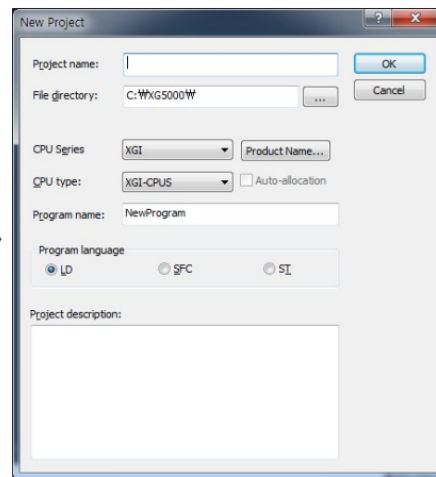 New Project
Project name:
OK
File directory:
C:₩XG5000₩
...
Cancel
CPU Series
XGI
Product Name...
CPU type:
XGI-CPUS
Auto-allocation
Program name:
NewProgram
Program language
LD
SFC
ST
Project description: